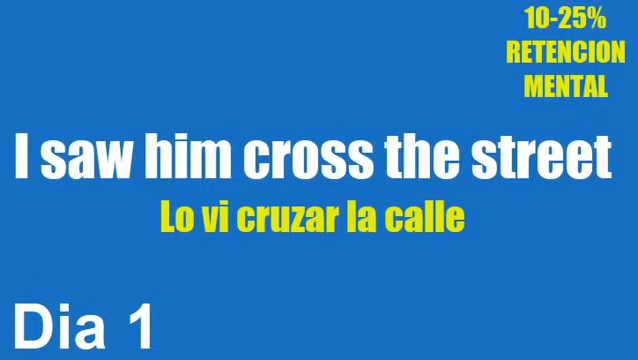 10-25%
RETENCION
MENTAL
I saw him cross the street
Lo vi cruzar la calle
Dia 1